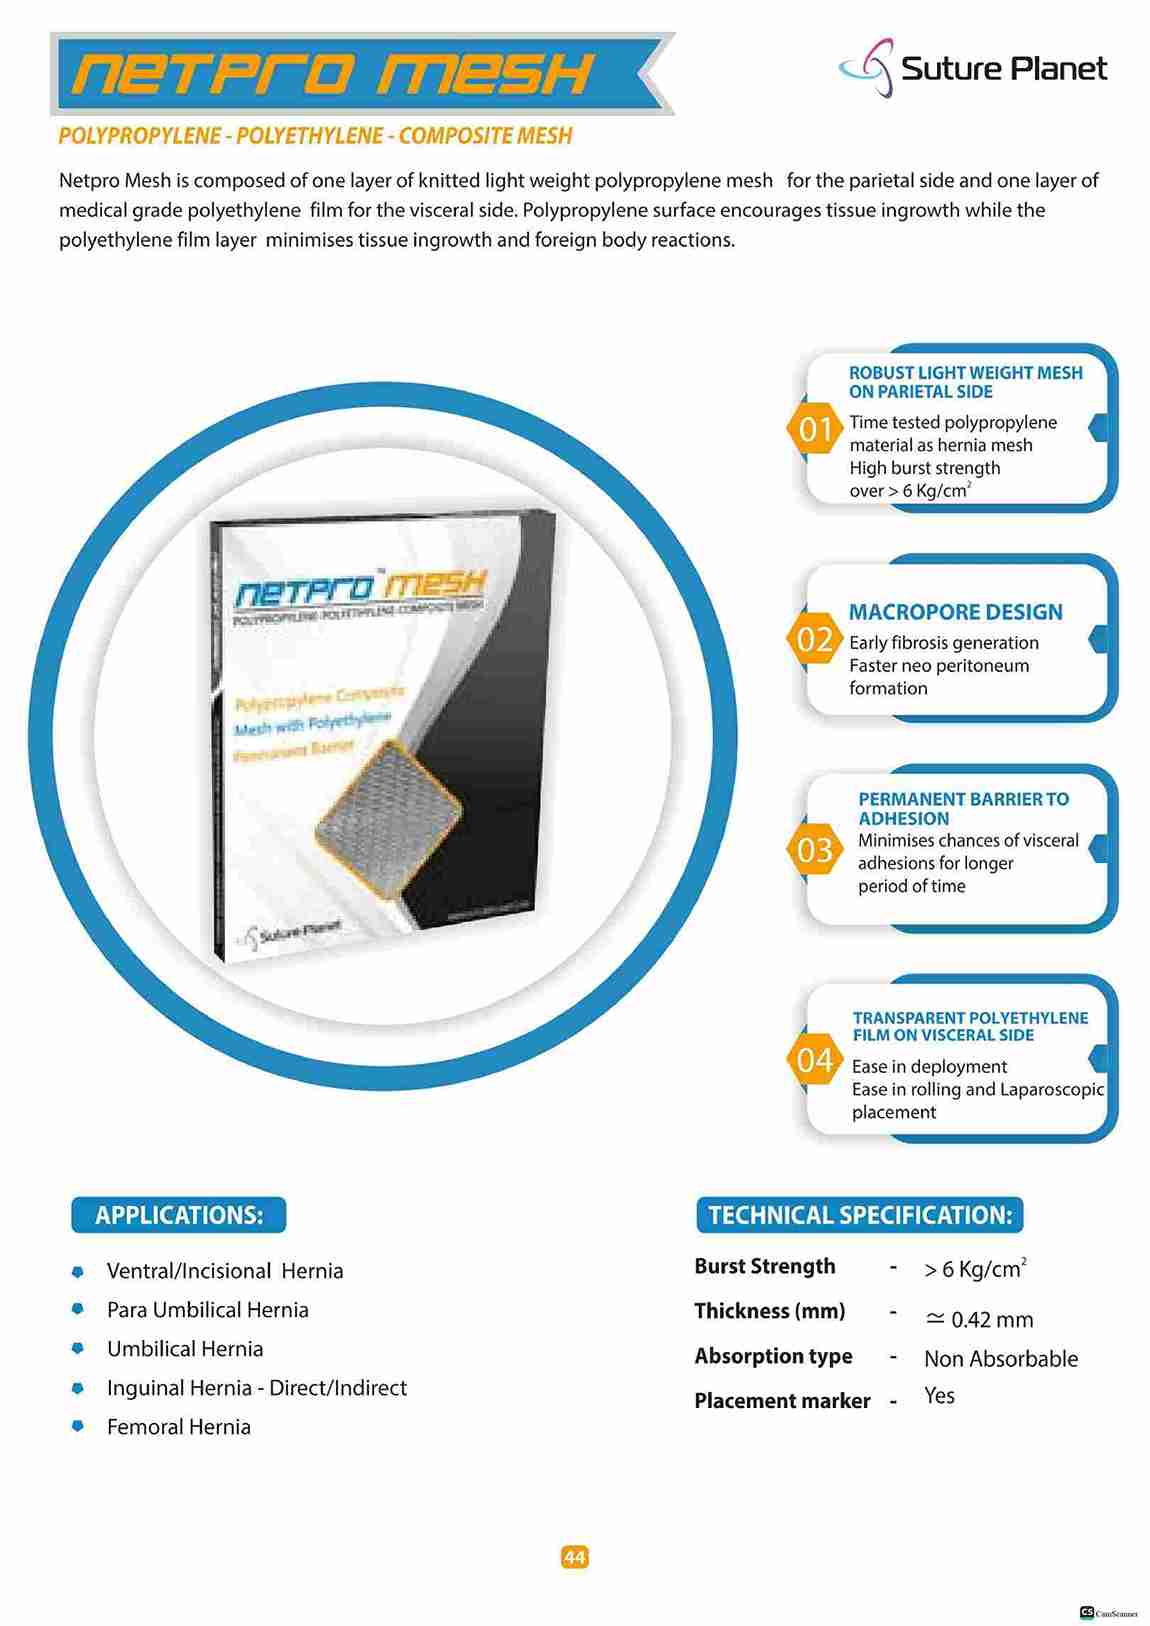 NETPRO MESH
Suture Planet
POLYPROPYLENE - POLYETHYLENE - COMPOSITE MESH
Netpro Mesh is composed of one layer of knitted light weight polypropylene mesh for the parietal side and one layer of
medical grade polyethylene film for the visceral side. Polypropylene surface encourages tissue ingrowth while the
polyethylene film layer minimises tissue ingrowth and foreign body reactions.
NETPRO™ MESH
POLYPROPYLENE-POLYETHYLENE-COMPOSITE MESH
Polypropylene Composite
Mesh with Polyethylene
Permanent Barrier
Suture Planet
01
ROBUST LIGHT WEIGHT MESH
ON PARIETAL SIDE
Time tested polypropylene
material as hernia mesh
High burst strength
over > 6 Kg/cm²
02
MACROPORE DESIGN
Early fibrosis generation
Faster neo peritoneum
formation
03
PERMANENT BARRIER TO
ADHESION
Minimises chances of visceral
adhesions for longer
period of time
04
TRANSPARENT POLYETHYLENE
FILM ON VISCERAL SIDE
Ease in deployment
Ease in rolling and Laparoscopic
placement
APPLICATIONS:
Ventral/Incisional Hernia
Para Umbilical Hernia
Umbilical Hernia
Inguinal Hernia - Direct/Indirect
Femoral Hernia
TECHNICAL SPECIFICATION:
Burst Strength - > 6 Kg/cm²
Thickness (mm) - ≃ 0.42 mm
Absorption type - Non Absorbable
Placement marker - Yes
44
CS CamScanner